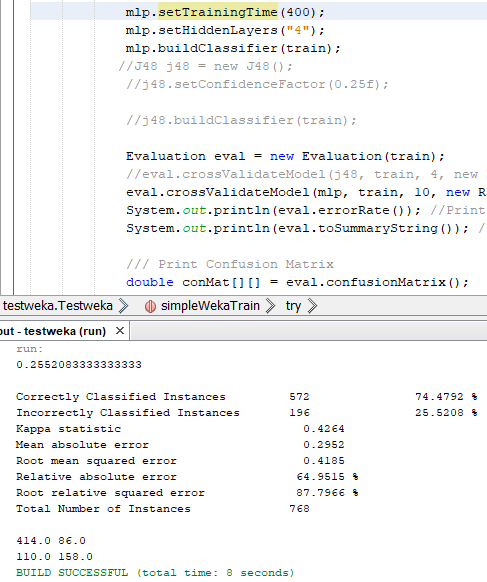 mlp.setTrainingTime(400);
mlp.setHiddenLayers("4");
mlp.buildClassifier(train);
//J48 j48 = new J48();
//j48.setConfidenceFactor(0.25f);
//j48.buildClassifier(train);
Evaluation eval = new Evaluation(train);
//eval.crossValidateModel(j48, train, 4, new
eval.crossValidateModel(mlp, train, 10, new R
System.out.println(eval.errorRate()); //Print
System.out.println(eval.toSummaryString()); /
/// Print Confusion Matrix
double conMat[][] = eval.confusionMatrix();
testweka.Testweka simpleWekaTrain try
out - testweka (run) ×
run:
0.2552083333333333
Correctly Classified Instances 572 74.4792 %
Incorrectly Classified Instances 196 25.5208 %
Kappa statistic 0.4264
Mean absolute error 0.2952
Root mean squared error 0.4185
Relative absolute error 64.9515 %
Root relative squared error 87.7966 %
Total Number of Instances 768
414.0 86.0
110.0 158.0
BUILD SUCCESSFUL (total time: 8 seconds)